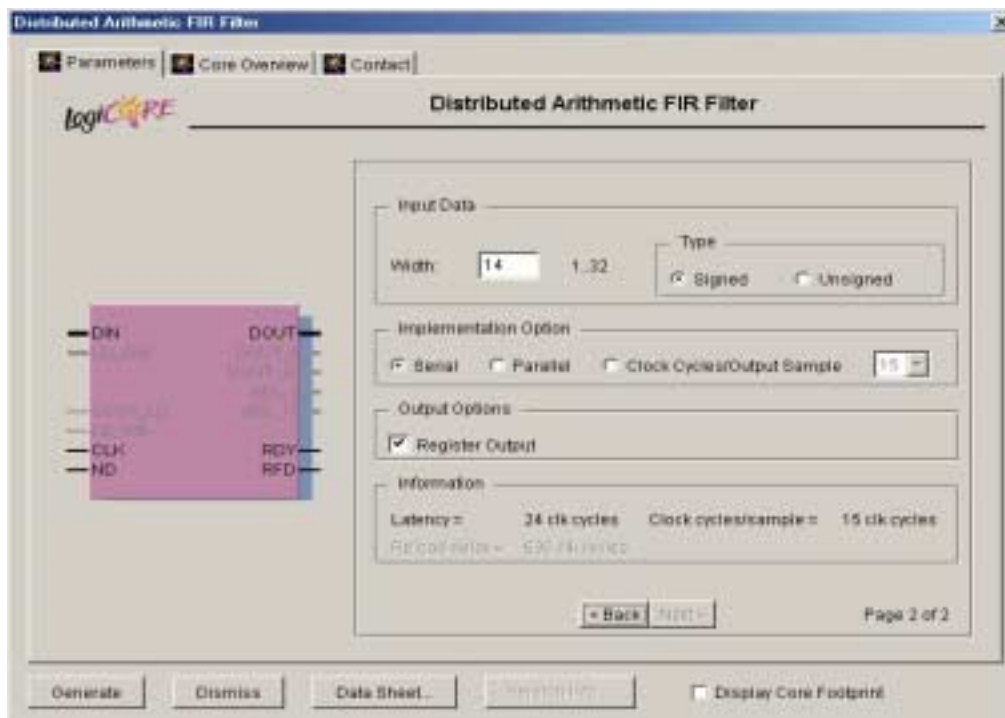 Distributed Arithmetic FIR Filter
Parameters Core Overview Contact
logiCORE
Distributed Arithmetic FIR Filter
Input Data
Width: 14 1..32
Type
Signed Unsigned
Implementation Option
Serial Parallel Clock Cycles/Output Sample 15
Output Options
Register Output
Information
Latency = 24 clk cycles Clock cycles/sample = 15 clk cycles
DIN DOUT
CLK RDY
ND RFD
< Back Next > Page 2 of 2
Generate Dismiss Data Sheet... Display Core Footprint